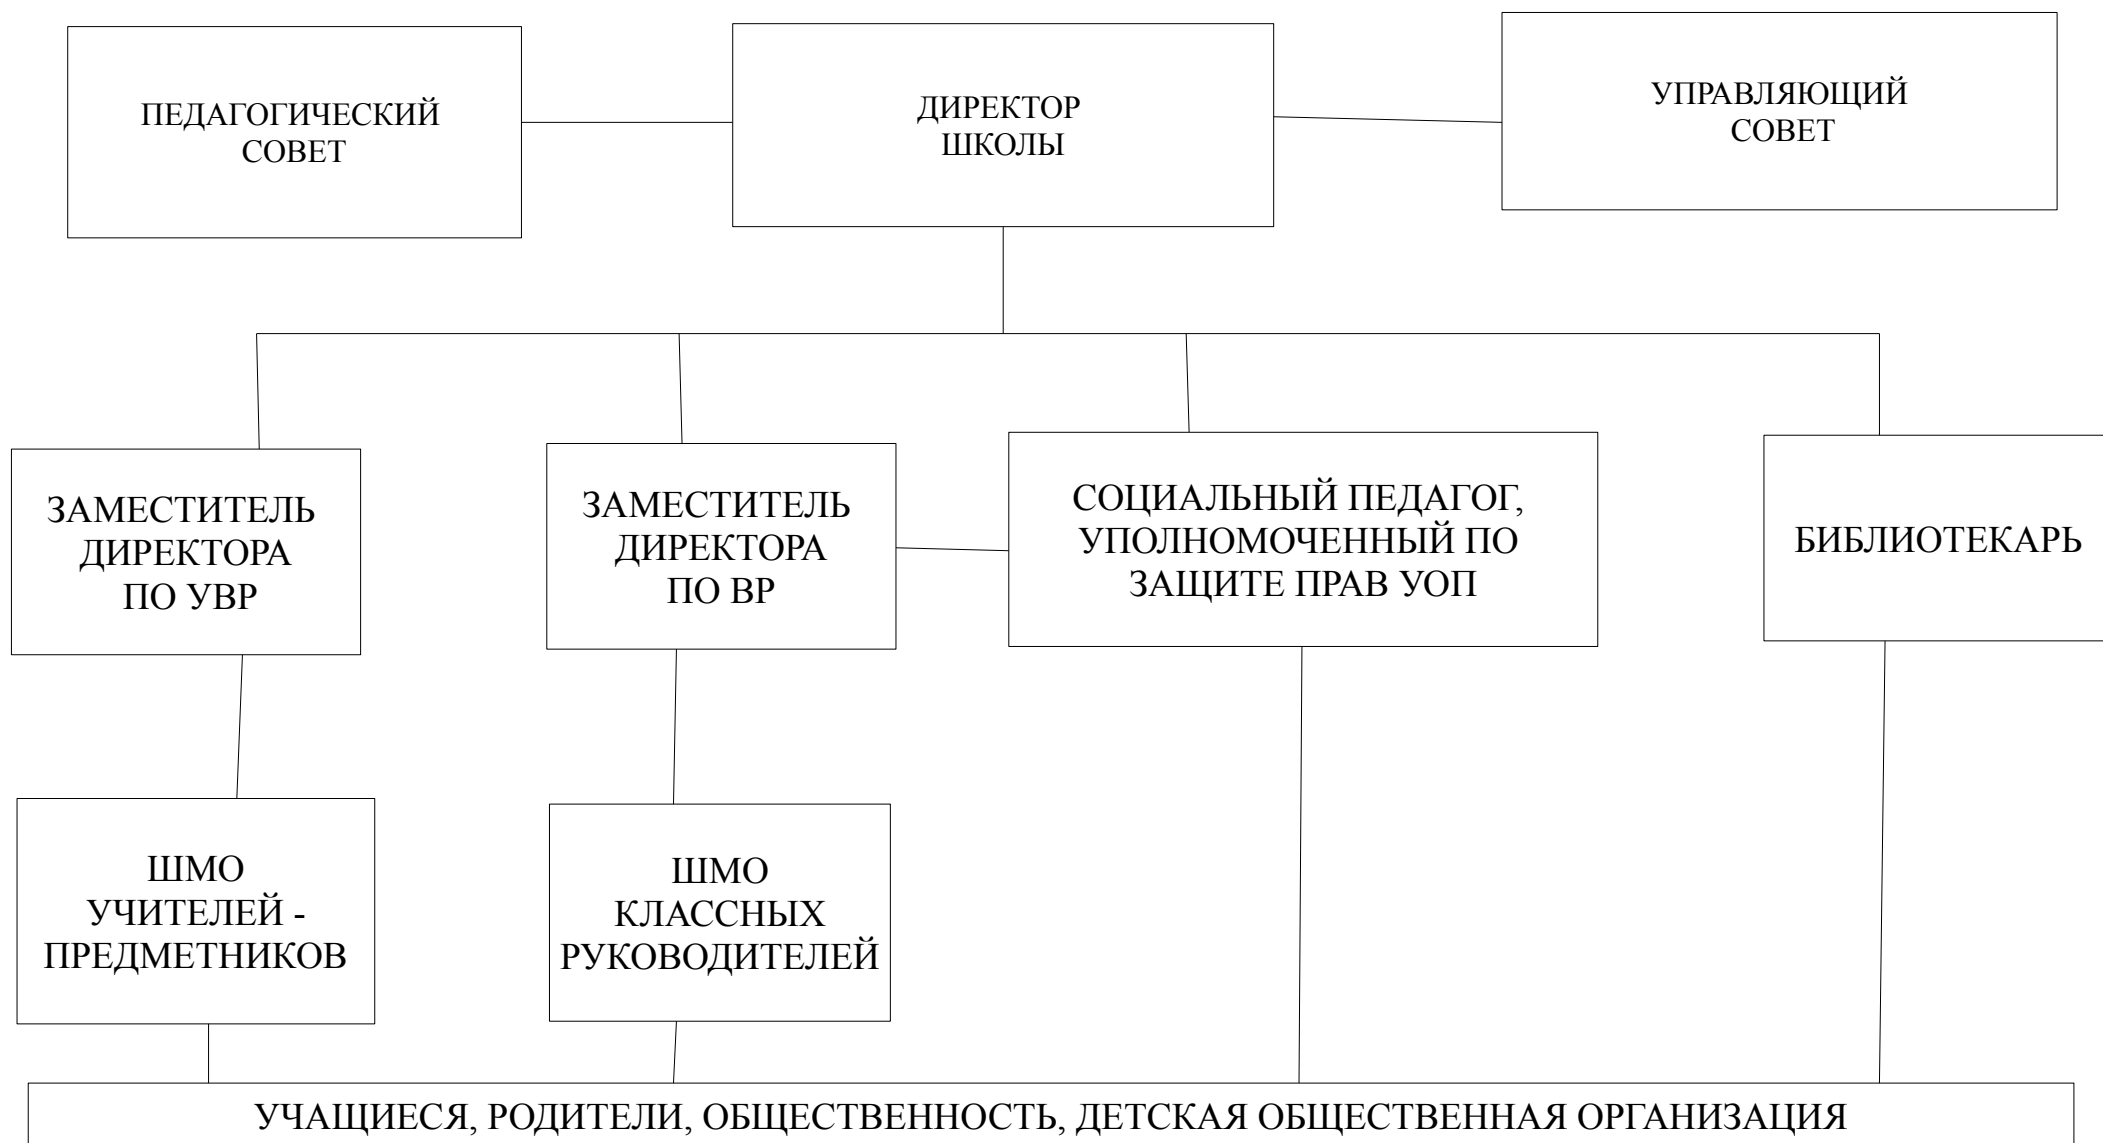 ПЕДАГОГИЧЕСКИЙ
СОВЕТ
ДИРЕКТОР
ШКОЛЫ
УПРАВЛЯЮЩИЙ
СОВЕТ
ЗАМЕСТИТЕЛЬ
ДИРЕКТОРА
ПО УВР
ЗАМЕСТИТЕЛЬ
ДИРЕКТОРА
ПО ВР
СОЦИАЛЬНЫЙ ПЕДАГОГ,
УПОЛНОМОЧЕННЫЙ ПО
ЗАЩИТЕ ПРАВ УОП
БИБЛИОТЕКАРЬ
ШМО
УЧИТЕЛЕЙ -
ПРЕДМЕТНИКОВ
ШМО
КЛАССНЫХ
РУКОВОДИТЕЛЕЙ
УЧАЩИЕСЯ, РОДИТЕЛИ, ОБЩЕСТВЕННОСТЬ, ДЕТСКАЯ ОБЩЕСТВЕННАЯ ОРГАНИЗАЦИЯ